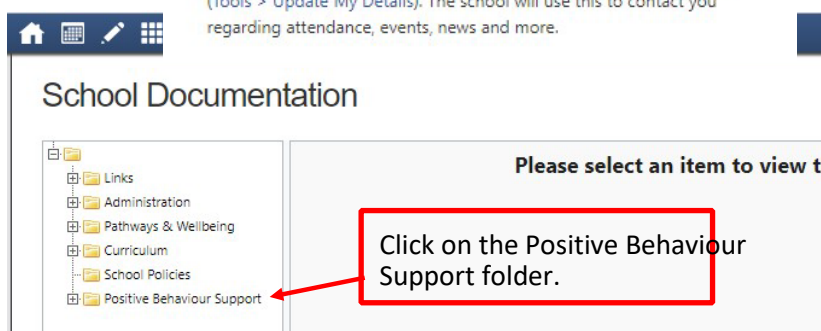 (Tools > Update My Details). The school will use this to contact you
regarding attendance, events, news and more.
School Documentation
Links
Administration
Pathways & Wellbeing
Curriculum
School Policies
Positive Behaviour Support
Please select an item to view t
Click on the Positive Behaviour
Support folder.